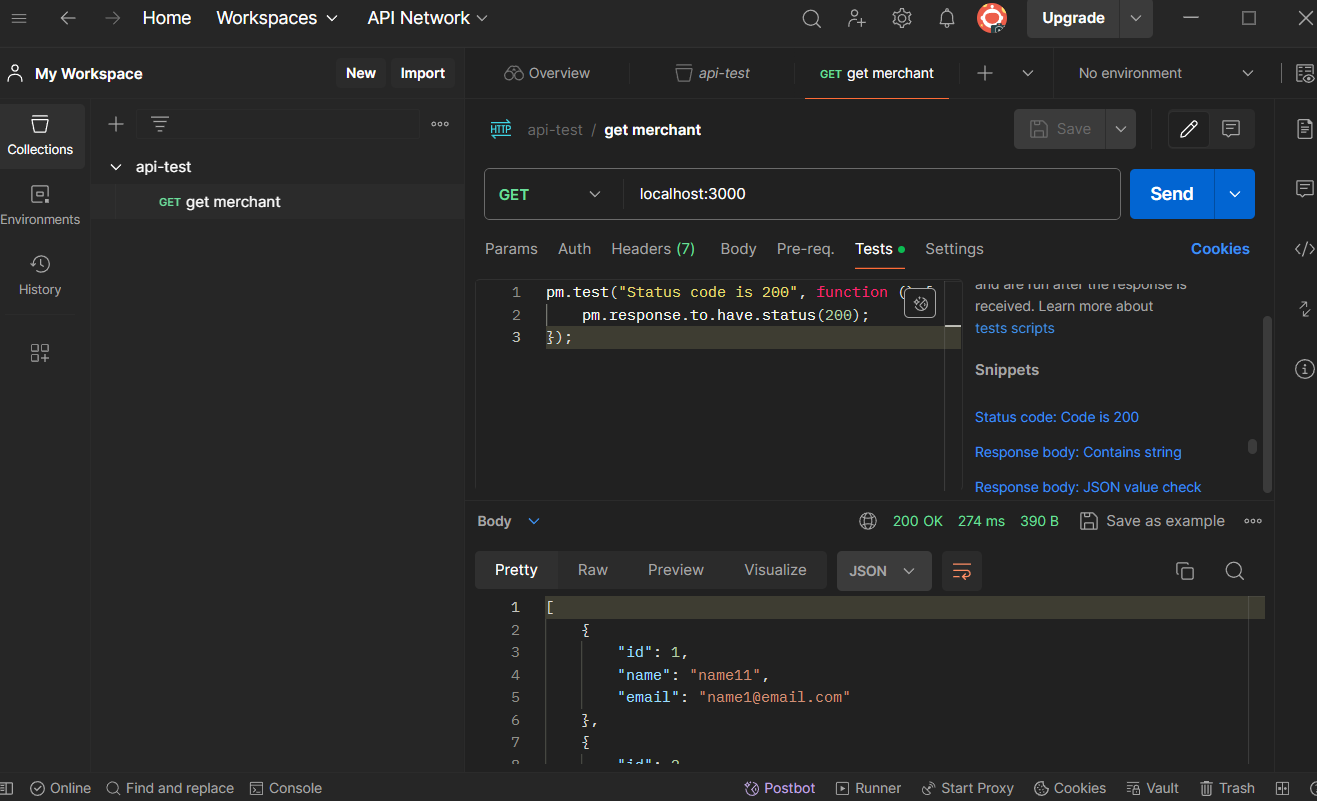 Home Workspaces API Network Upgrade
My Workspace New Import Overview api-test GET get merchant No environment
Collections
Environments
History
api-test
GET get merchant
HTTP api-test / get merchant Save
GET localhost:3000 Send
Params Auth Headers (7) Body Pre-req. Tests Settings Cookies
1 pm.test("Status code is 200", function () {
2 pm.response.to.have.status(200);
3 });
and are run after the response is
received. Learn more about
tests scripts
Snippets
Status code: Code is 200
Response body: Contains string
Response body: JSON value check
Body 200 OK 274 ms 390 B Save as example
Pretty Raw Preview Visualize JSON
1 [
2 {
3 "id": 1,
4 "name": "name11",
5 "email": "name1@email.com"
6 },
7 {
8 "id": 2
Online Find and replace Console Postbot Runner Start Proxy Cookies Vault Trash